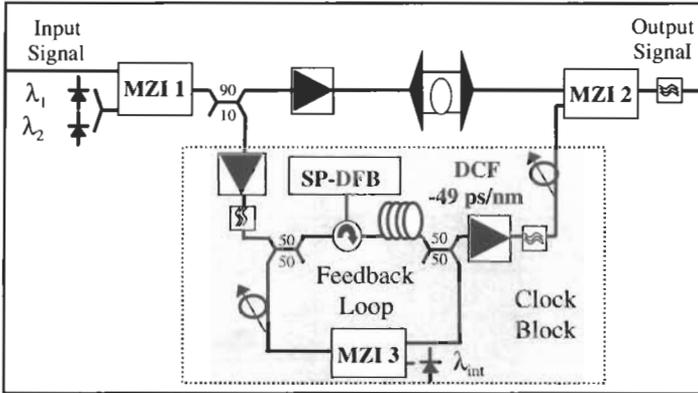 Input
Signal
Output
Signal
λ1
λ2
MZI 1
90
10
MZI 2
SP-DFB
DCF
-49 ps/nm
50
50
50
50
Feedback
Loop
Clock
Block
MZI 3
λint